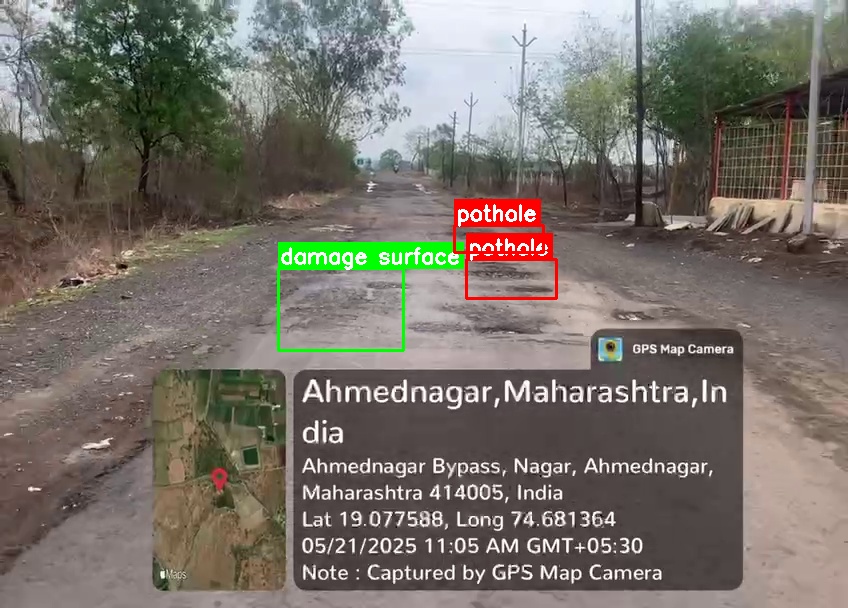 pothole
pothole
damage surface
GPS Map Camera
Ahmednagar,Maharashtra,In
dia
Ahmednagar Bypass, Nagar, Ahmednagar,
Maharashtra 414005, India
Lat 19.077588, Long 74.681364
05/21/2025 11:05 AM GMT+05:30
Note : Captured by GPS Map Camera
Maps